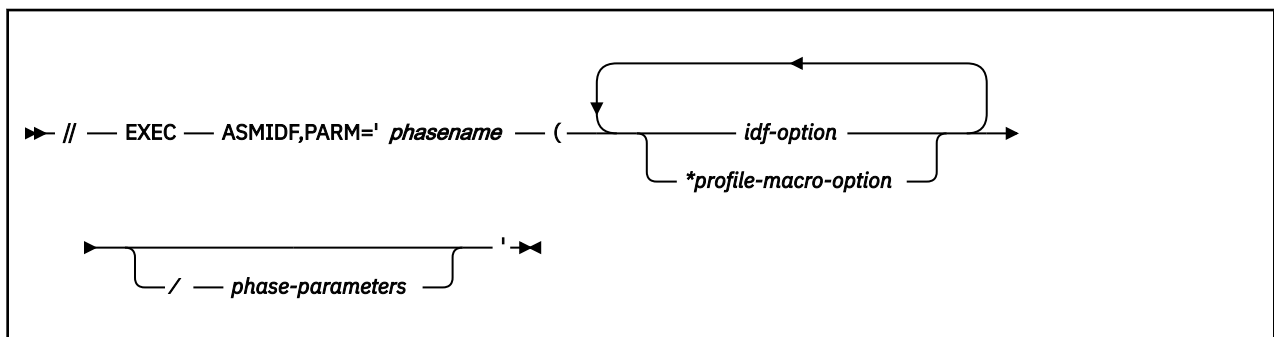 // EXEC ASMIDF,PARM=' phasename ( idf-option
*profile-macro-option
'
/ phase-parameters